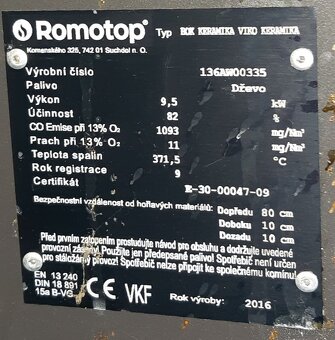 Romotop Typ BOK KERAMIKA VIKO KERAMIKA
Komenského 325, 742 01 Suchdol n. O.
Výrobní číslo 136AW00335
Palivo Dřevo
Výkon 9,5 kW
Účinnost 82 %
CO Emise při 13% O₂ 1093 mg/Nm³
Prach při 13% O₂ 11 mg/Nm³
Teplota spalin 371,5 °C
Rok registrace 9
Certifikát E-30-00047-09
Bezpečnostní vzdálenost od hořlavých materiálů: Dopředu 80 cm
Doboku 10 cm
Dozadu 10 cm
Před prvním zatopením prostudujte návod pro obsluhu a dodržujte uvedené
provozní zásady! Používejte jen předepsané palivo! Spotřebič není určen
pro stáložárný provoz! Spotřebič nelze připojit ke společnému komínu!
EN 13 240
DIN 18 891
15a B-VG CE VKF Rok výroby: 2016